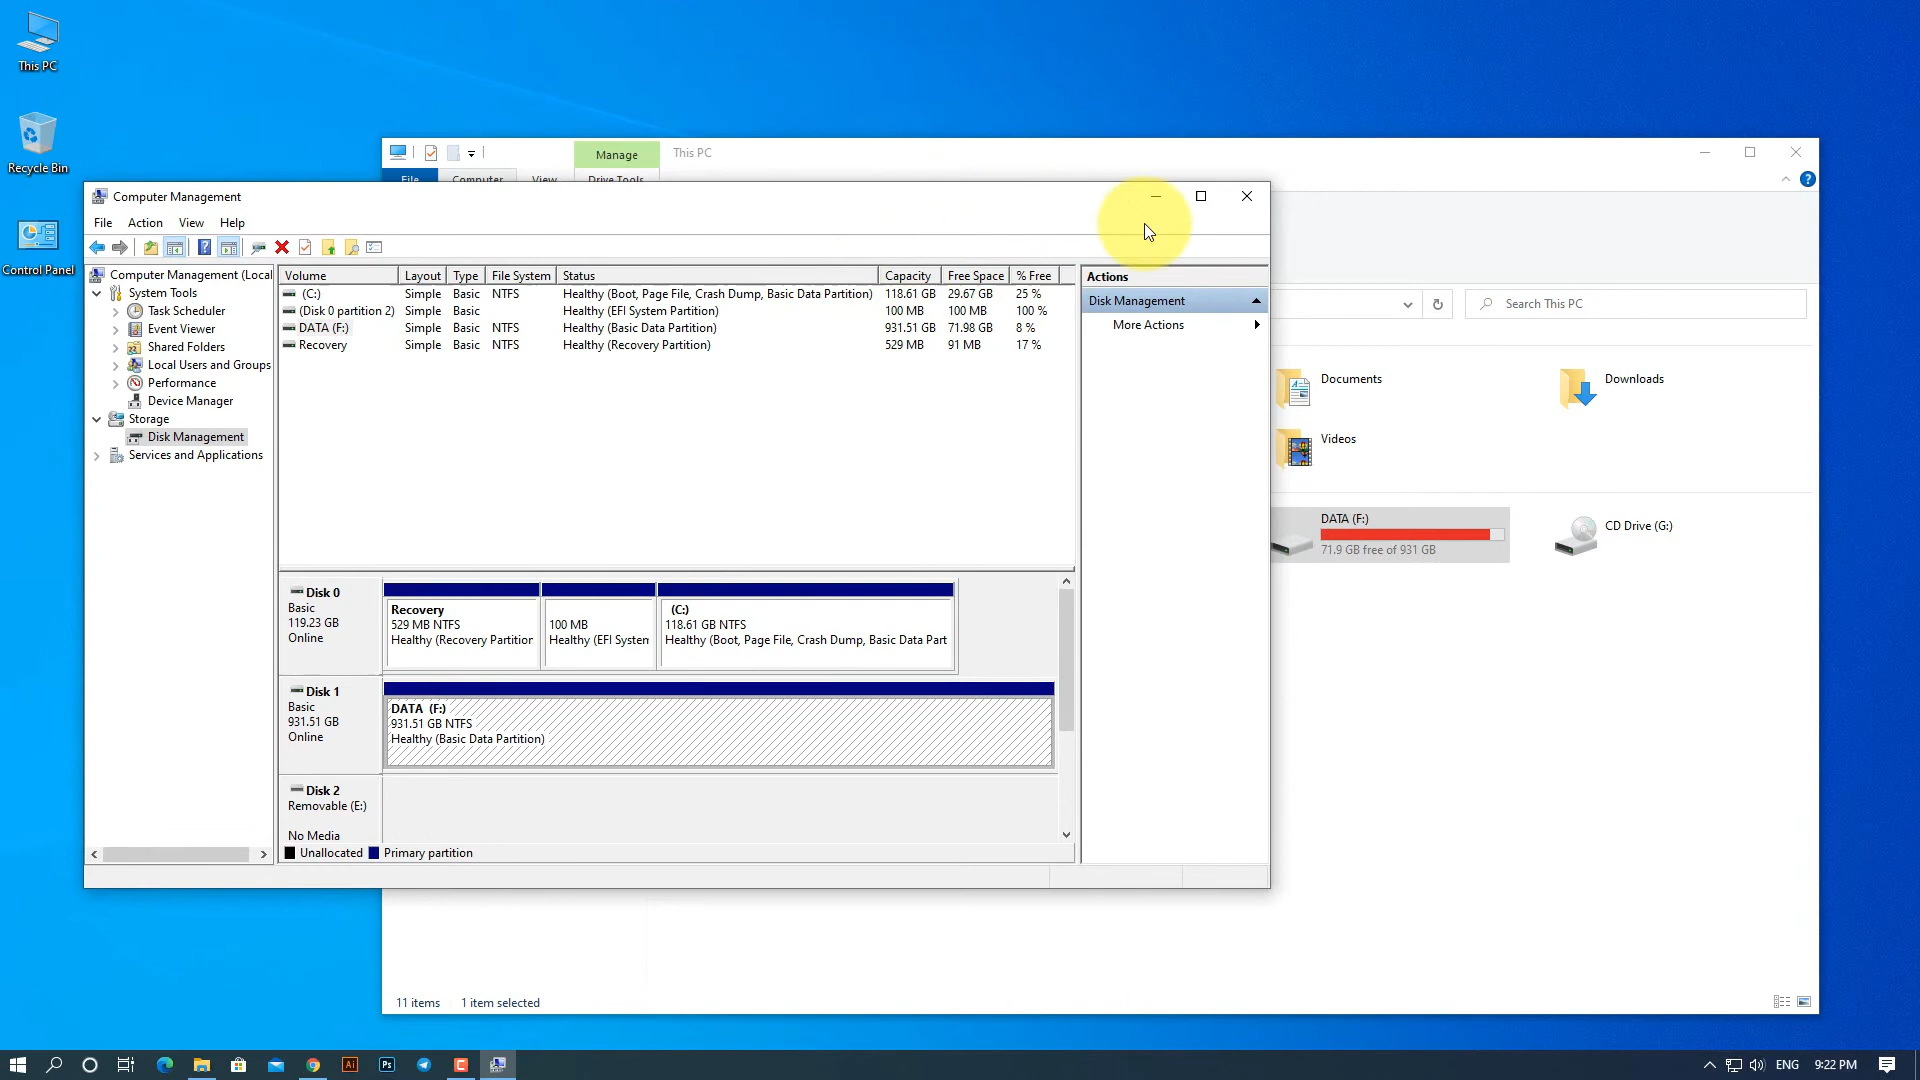 This PC
Recycle Bin
Control Panel
Manage
This PC
File
Computer
View
Drive Tools
Computer Management
File Action View Help
Computer Management (Local
System Tools
Task Scheduler
Event Viewer
Shared Folders
Local Users and Groups
Performance
Device Manager
Storage
Disk Management
Services and Applications
Volume Layout Type File System Status Capacity Free Space % Free
(C:) Simple Basic NTFS Healthy (Boot, Page File, Crash Dump, Basic Data Partition) 118.61 GB 29.67 GB 25 %
(Disk 0 partition 2) Simple Basic Healthy (EFI System Partition) 100 MB 100 MB 100 %
DATA (F:) Simple Basic NTFS Healthy (Basic Data Partition) 931.51 GB 71.98 GB 8 %
Recovery Simple Basic NTFS Healthy (Recovery Partition) 529 MB 91 MB 17 %
Actions
Disk Management
More Actions
Disk 0
Basic
119.23 GB
Online
Recovery
529 MB NTFS
Healthy (Recovery Partition
100 MB
Healthy (EFI System
(C:)
118.61 GB NTFS
Healthy (Boot, Page File, Crash Dump, Basic Data Part
Disk 1
Basic
931.51 GB
Online
DATA (F:)
931.51 GB NTFS
Healthy (Basic Data Partition)
Disk 2
Removable (E:)
No Media
Unallocated Primary partition
Search This PC
Documents
Downloads
Videos
DATA (F:)
71.9 GB free of 931 GB
CD Drive (G:)
11 items 1 item selected
Ai
Ps
C
ENG
9:22 PM